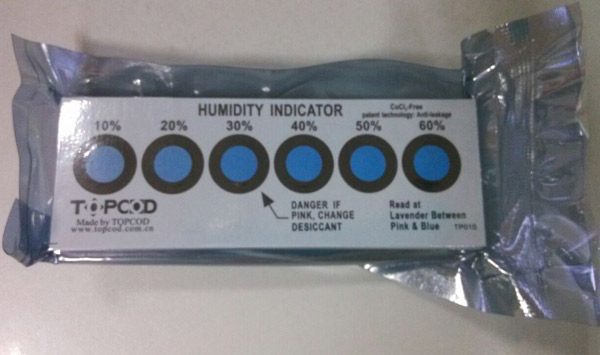 HUMIDITY INDICATOR
CoCl₂-Free
patent technology: Anti-leakage
10% 20% 30% 40% 50% 60%
DANGER IF
PINK, CHANGE
DESICCANT
Read at
Lavender Between
Pink & Blue
TP010
TOPCOD
Made by TOPCOD
www.topcod.com.cn